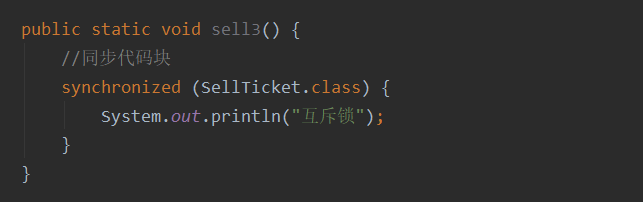 public static void sell3() {
    //同步代码块
    synchronized (SellTicket.class) {
        System.out.println("互斥锁");
    }
}